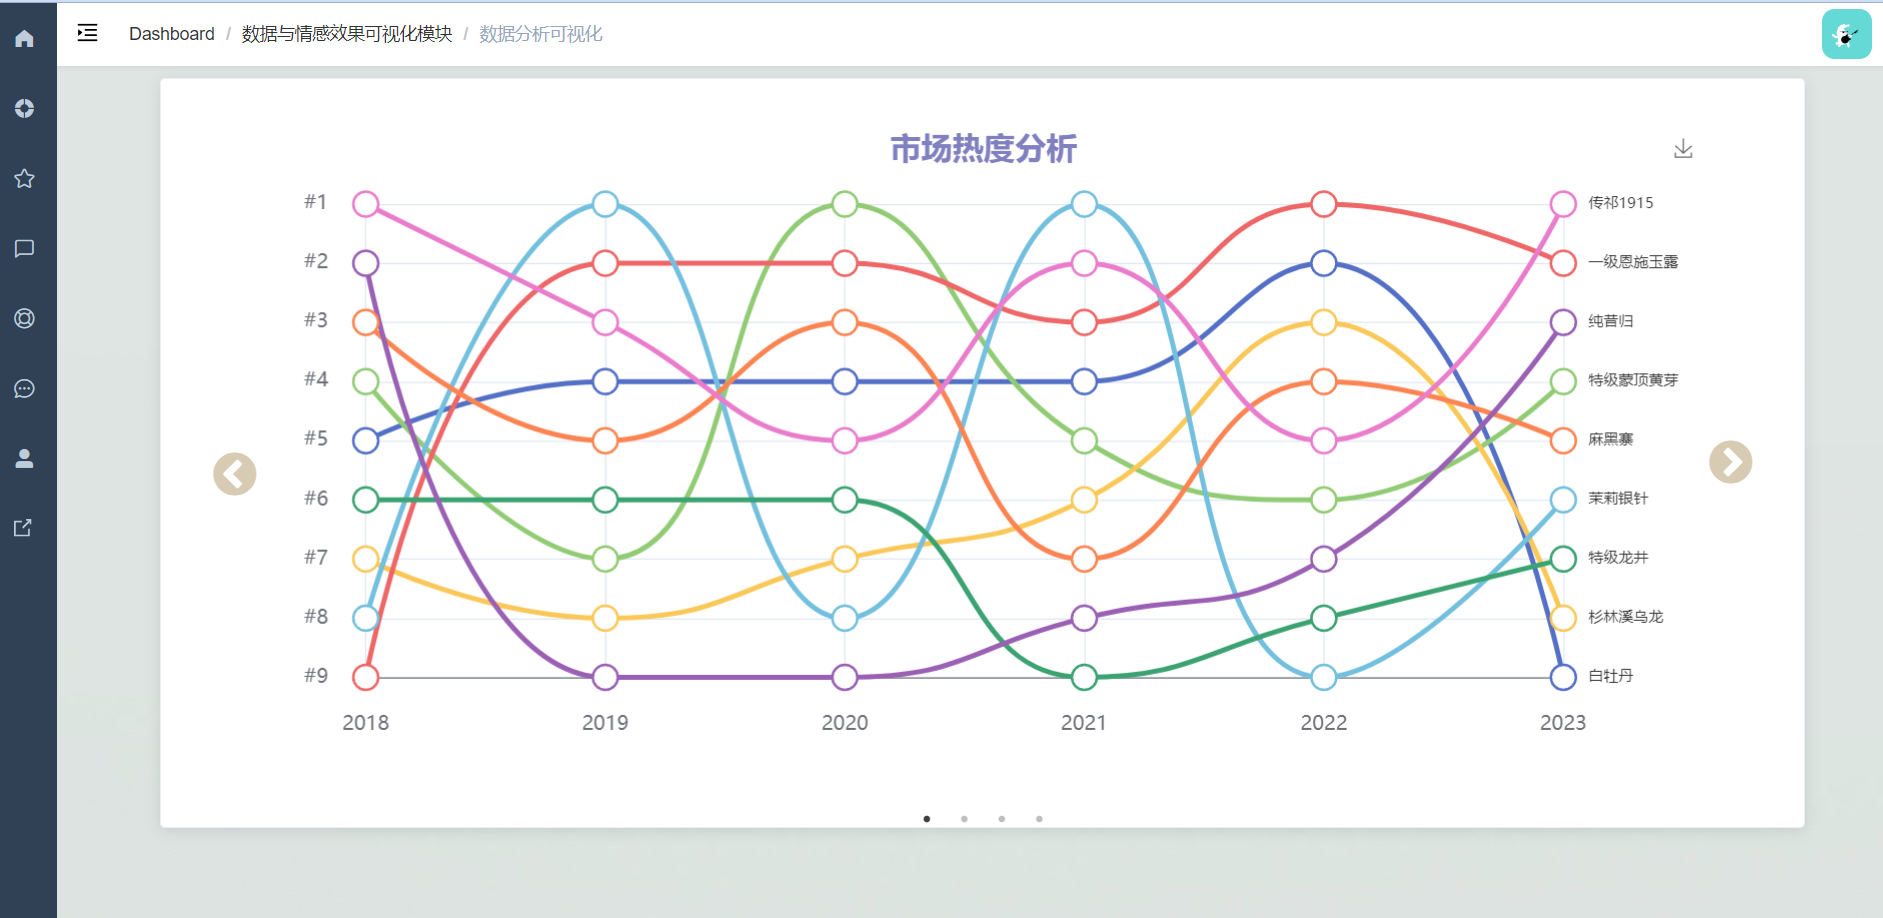 Dashboard / 数据与情感效果可视化模块 / 数据分析可视化
市场热度分析
#1 传祁1915
#2 一级恩施玉露
#3 纯昔归
#4 特级蒙顶黄芽
#5 麻黑寨
#6 茉莉银针
#7 特级龙井
#8 杉林溪乌龙
#9 白牡丹
2018 2019 2020 2021 2022 2023